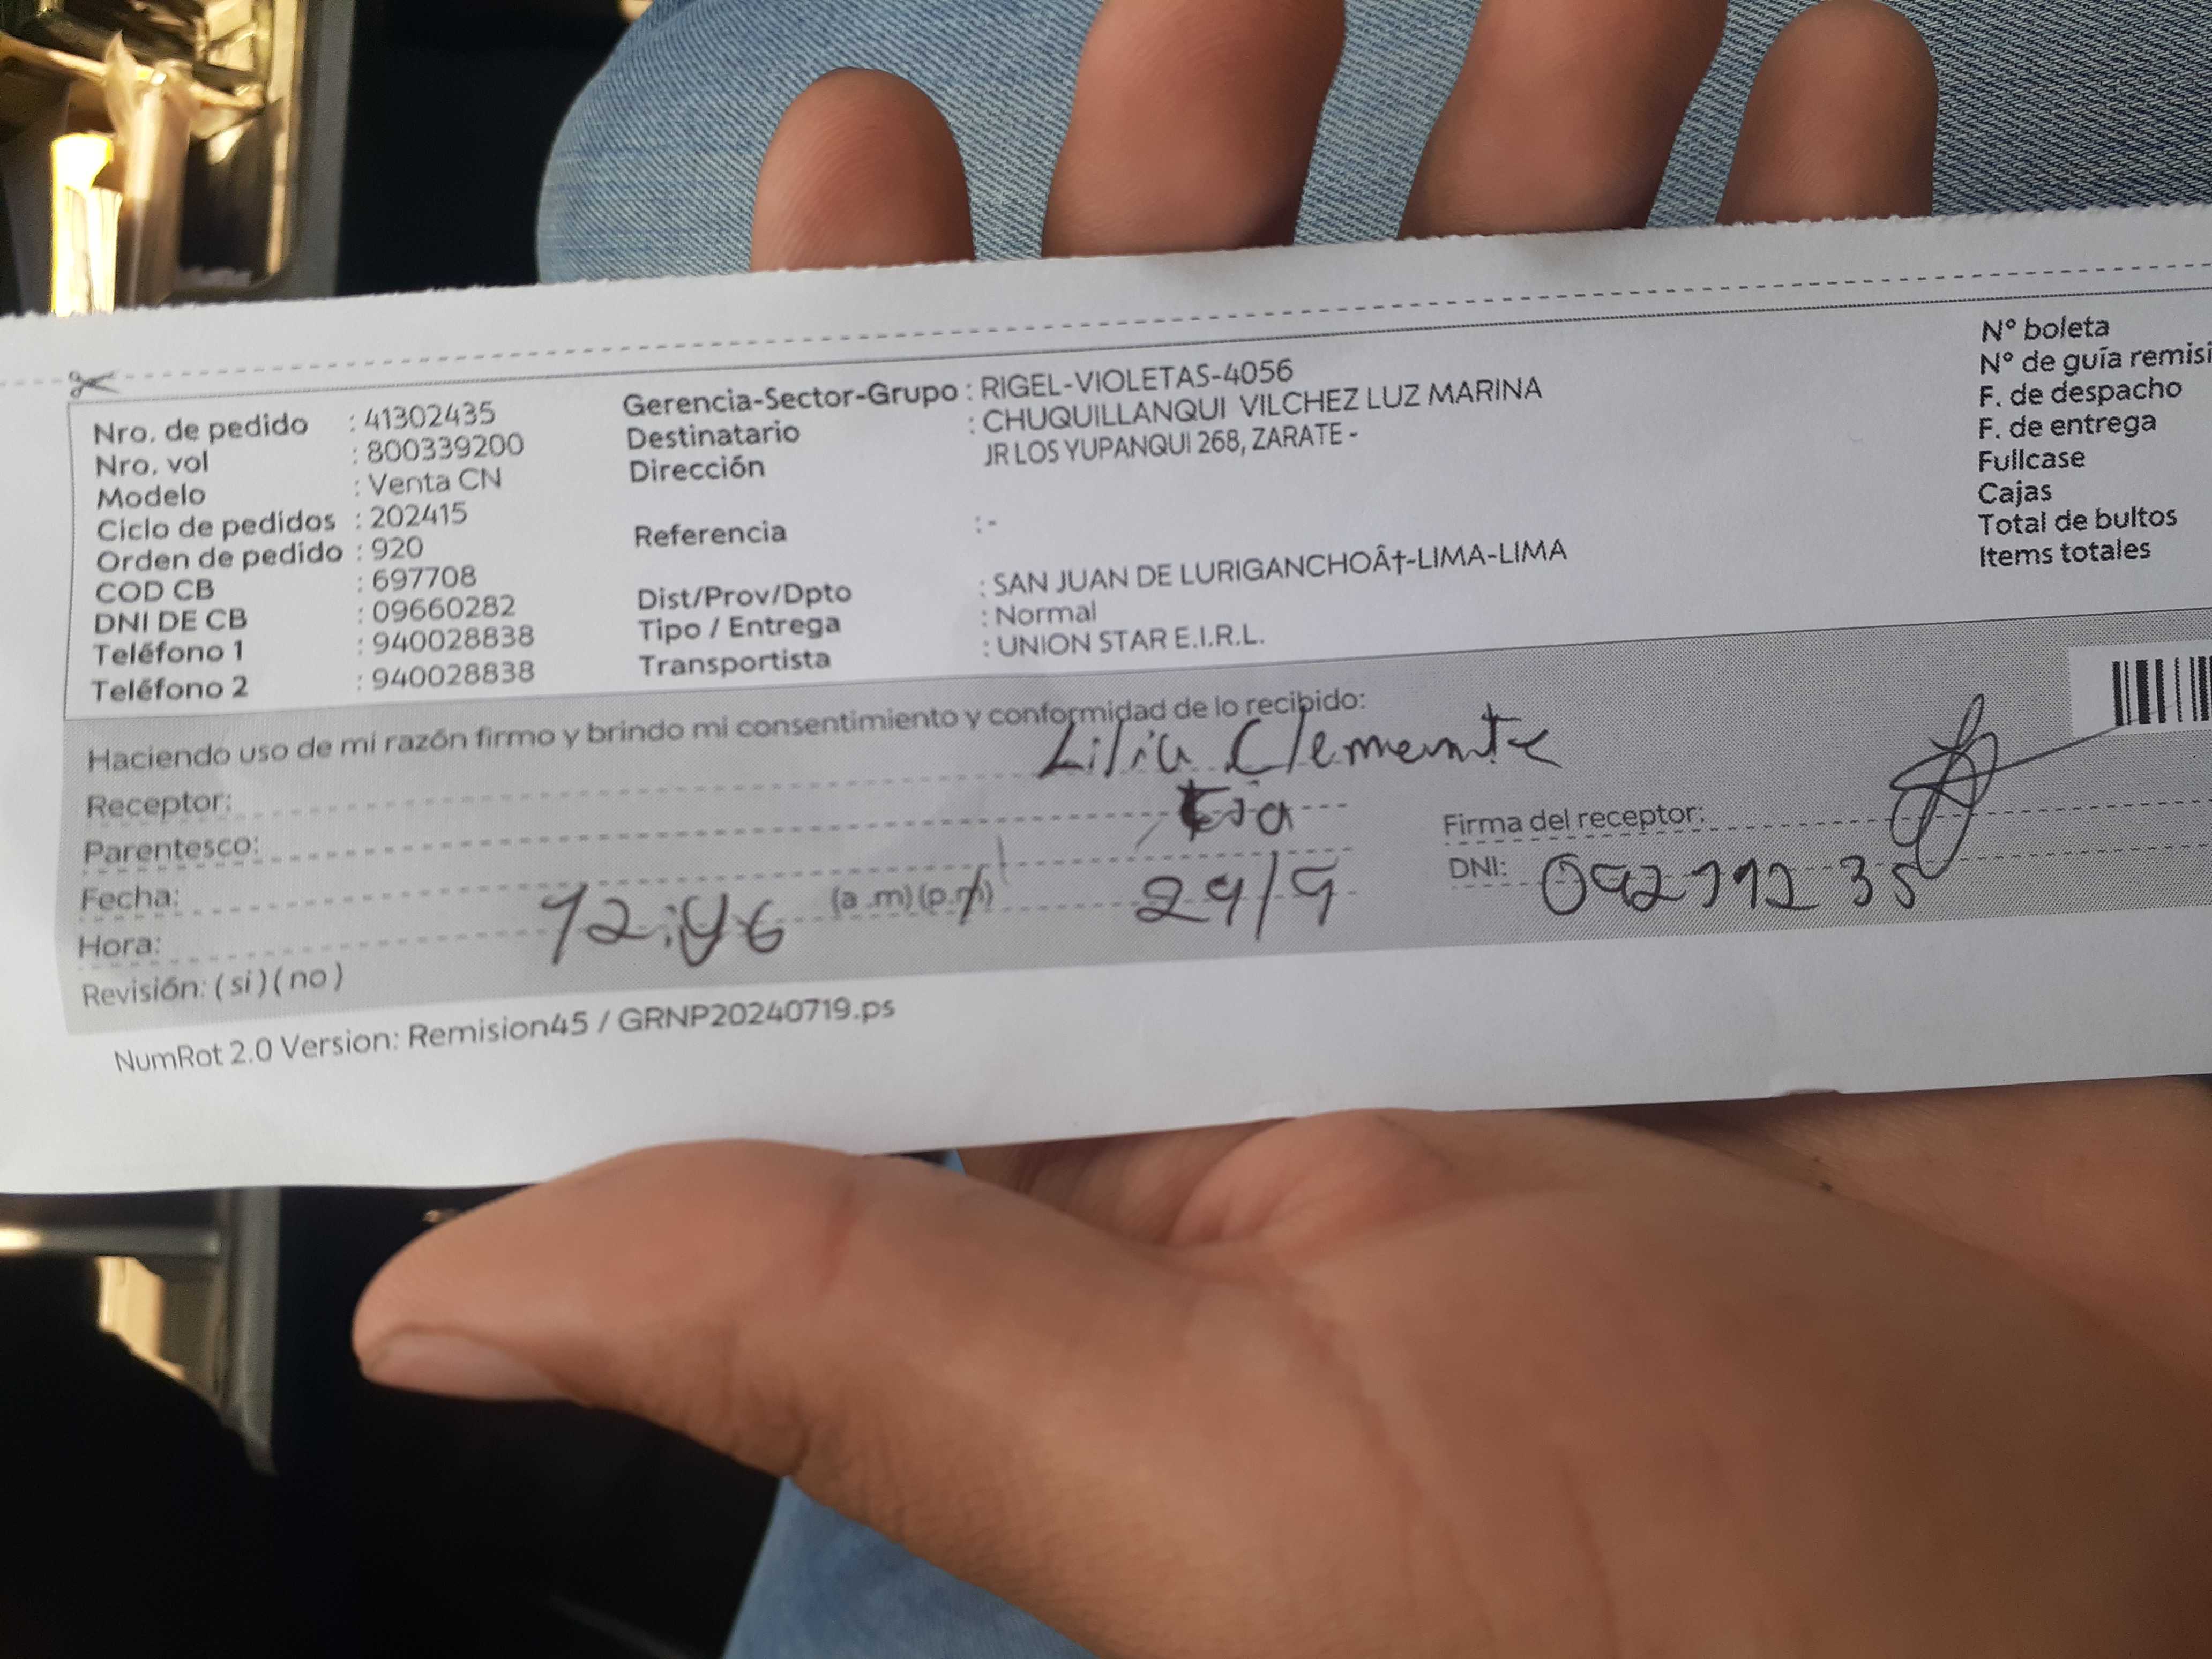 Nro. de pedido : 41302435
Nro. vol : 800339200
Modelo : Venta CN
Ciclo de pedidos : 202415
Orden de pedido : 920
COD CB : 697708
DNI DE CB : 09660282
Teléfono 1 : 940028838
Teléfono 2 : 940028838
Gerencia-Sector-Grupo : RIGEL-VIOLETAS-4056
Destinatario : CHUQUILLANQUI VILCHEZ LUZ MARINA
Dirección JR LOS YUPANQUI 268, ZARATE -
Referencia : -
Dist/Prov/Dpto : SAN JUAN DE LURIGANCHOÂ†-LIMA-LIMA
Tipo / Entrega : Normal
Transportista : UNION STAR E.I.R.L.
N° boleta
N° de guía remisi
F. de despacho
F. de entrega
Fullcase
Cajas
Total de bultos
Items totales
Haciendo uso de mi razón firmo y brindo mi consentimiento y conformidad de lo recibido:
Receptor: Lilia Clemente
Parentesco: tia
Fecha: 29/9
Hora: 12:46 (a .m) (p.m)
Revisión: ( si ) ( no )
Firma del receptor:
DNI: 09211235
NumRot 2.0 Version: Remision45 / GRNP20240719.ps